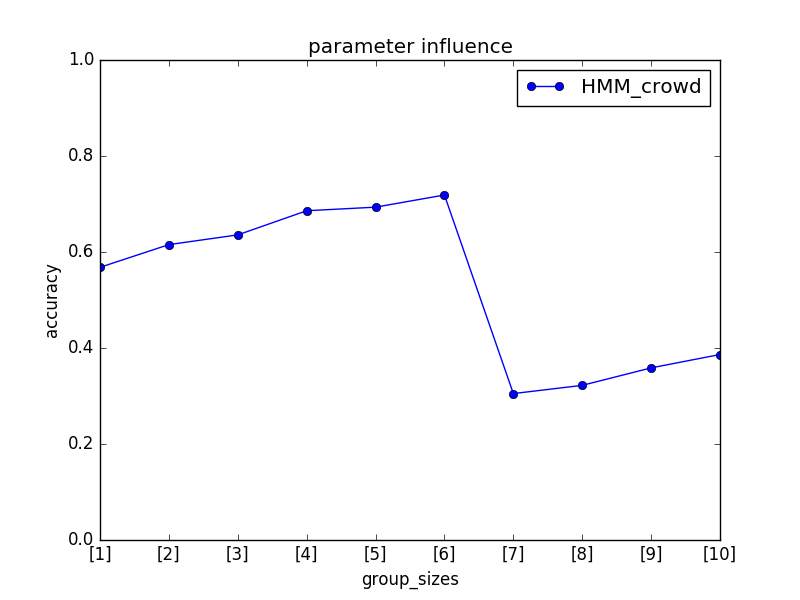 parameter influence
HMM_crowd
1.0
0.8
0.6
0.4
0.2
0.0
accuracy
[1] [2] [3] [4] [5] [6] [7] [8] [9] [10]
group_sizes